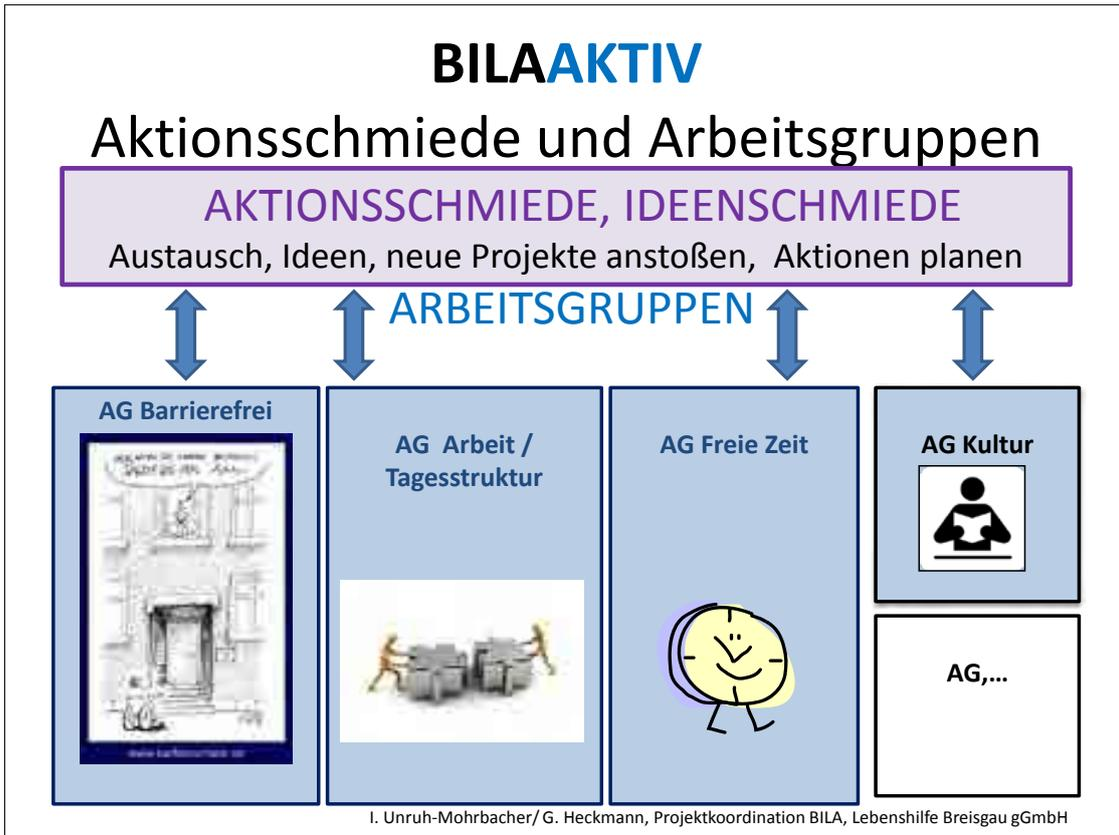 BILAAKTIV
Aktionsschmiede und Arbeitsgruppen
AKTIONSSCHMIEDE, IDEENSCHMIEDE
Austausch, Ideen, neue Projekte anstoßen, Aktionen planen
ARBEITSGRUPPEN
AG Barrierefrei
AG Arbeit /
Tagesstruktur
AG Freie Zeit
AG Kultur
AG,...
I. Unruh-Mohrbacher/ G. Heckmann, Projektkoordination BILA, Lebenshilfe Breisgau gGmbH